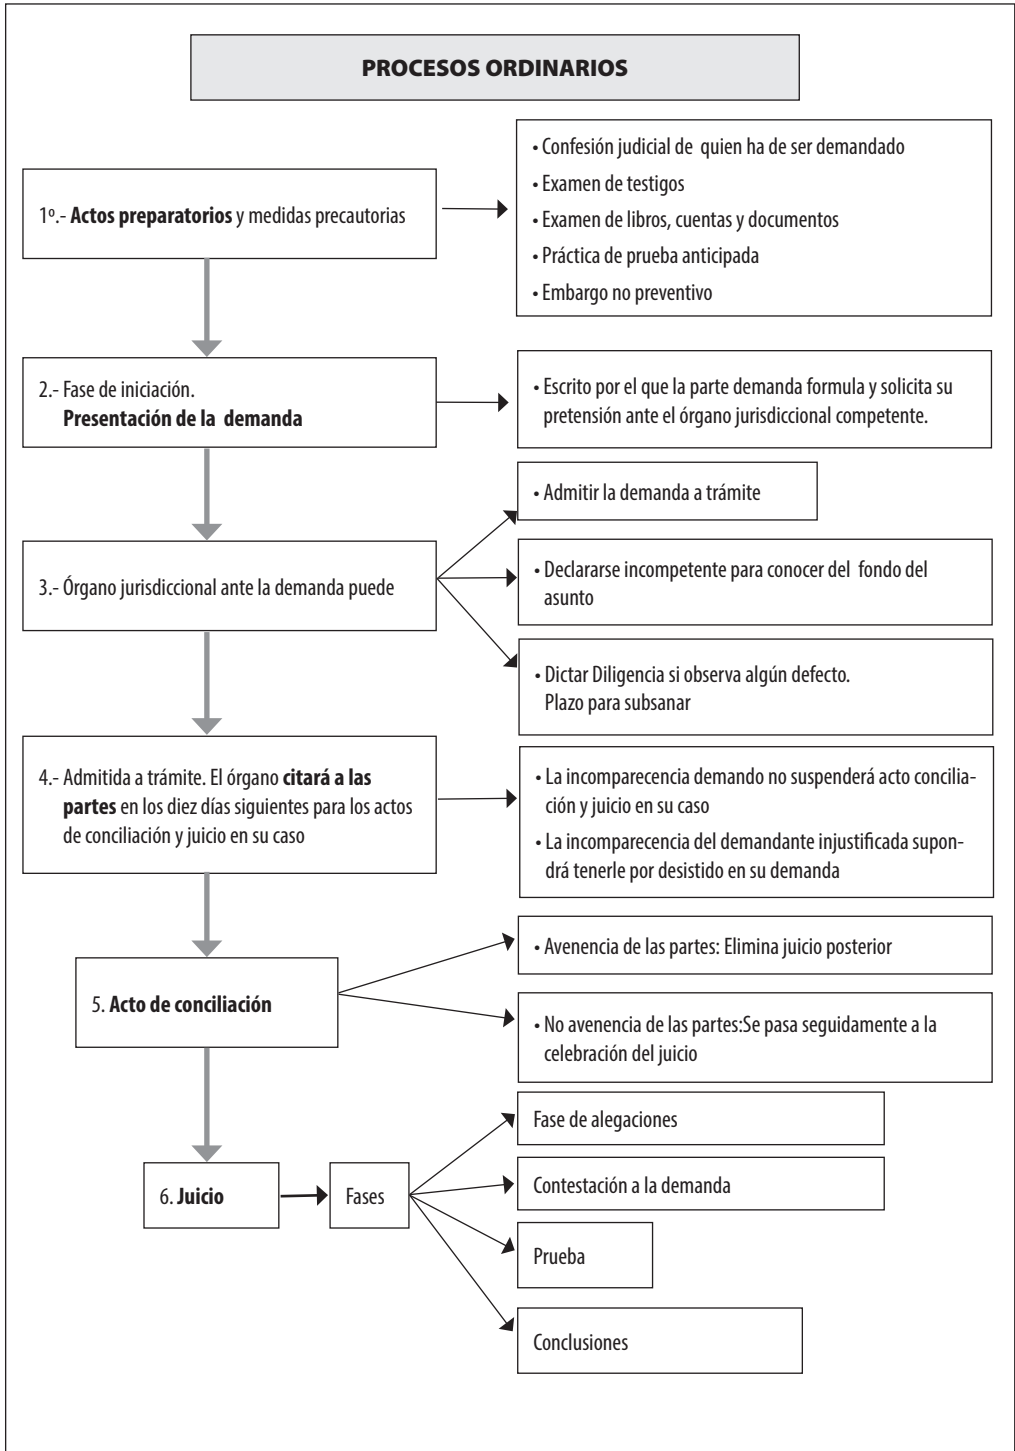 PROCESOS ORDINARIOS
1º.- Actos preparatorios y medidas precautorias
• Confesión judicial de quien ha de ser demandado
• Examen de testigos
• Examen de libros, cuentas y documentos
• Práctica de prueba anticipada
• Embargo no preventivo
2.- Fase de iniciación.
Presentación de la demanda
• Escrito por el que la parte demanda formula y solicita su
pretensión ante el órgano jurisdiccional competente.
3.- Órgano jurisdiccional ante la demanda puede
• Admitir la demanda a trámite
• Declararse incompetente para conocer del fondo del
asunto
• Dictar Diligencia si observa algún defecto.
Plazo para subsanar
4.- Admitida a trámite. El órgano citará a las
partes en los diez días siguientes para los actos
de conciliación y juicio en su caso
• La incomparecencia demando no suspenderá acto concilia-
ción y juicio en su caso
• La incomparecencia del demandante injustificada supon-
drá tenerle por desistido en su demanda
5. Acto de conciliación
• Avenencia de las partes: Elimina juicio posterior
• No avenencia de las partes:Se pasa seguidamente a la
celebración del juicio
6. Juicio
Fases
Fase de alegaciones
Contestación a la demanda
Prueba
Conclusiones